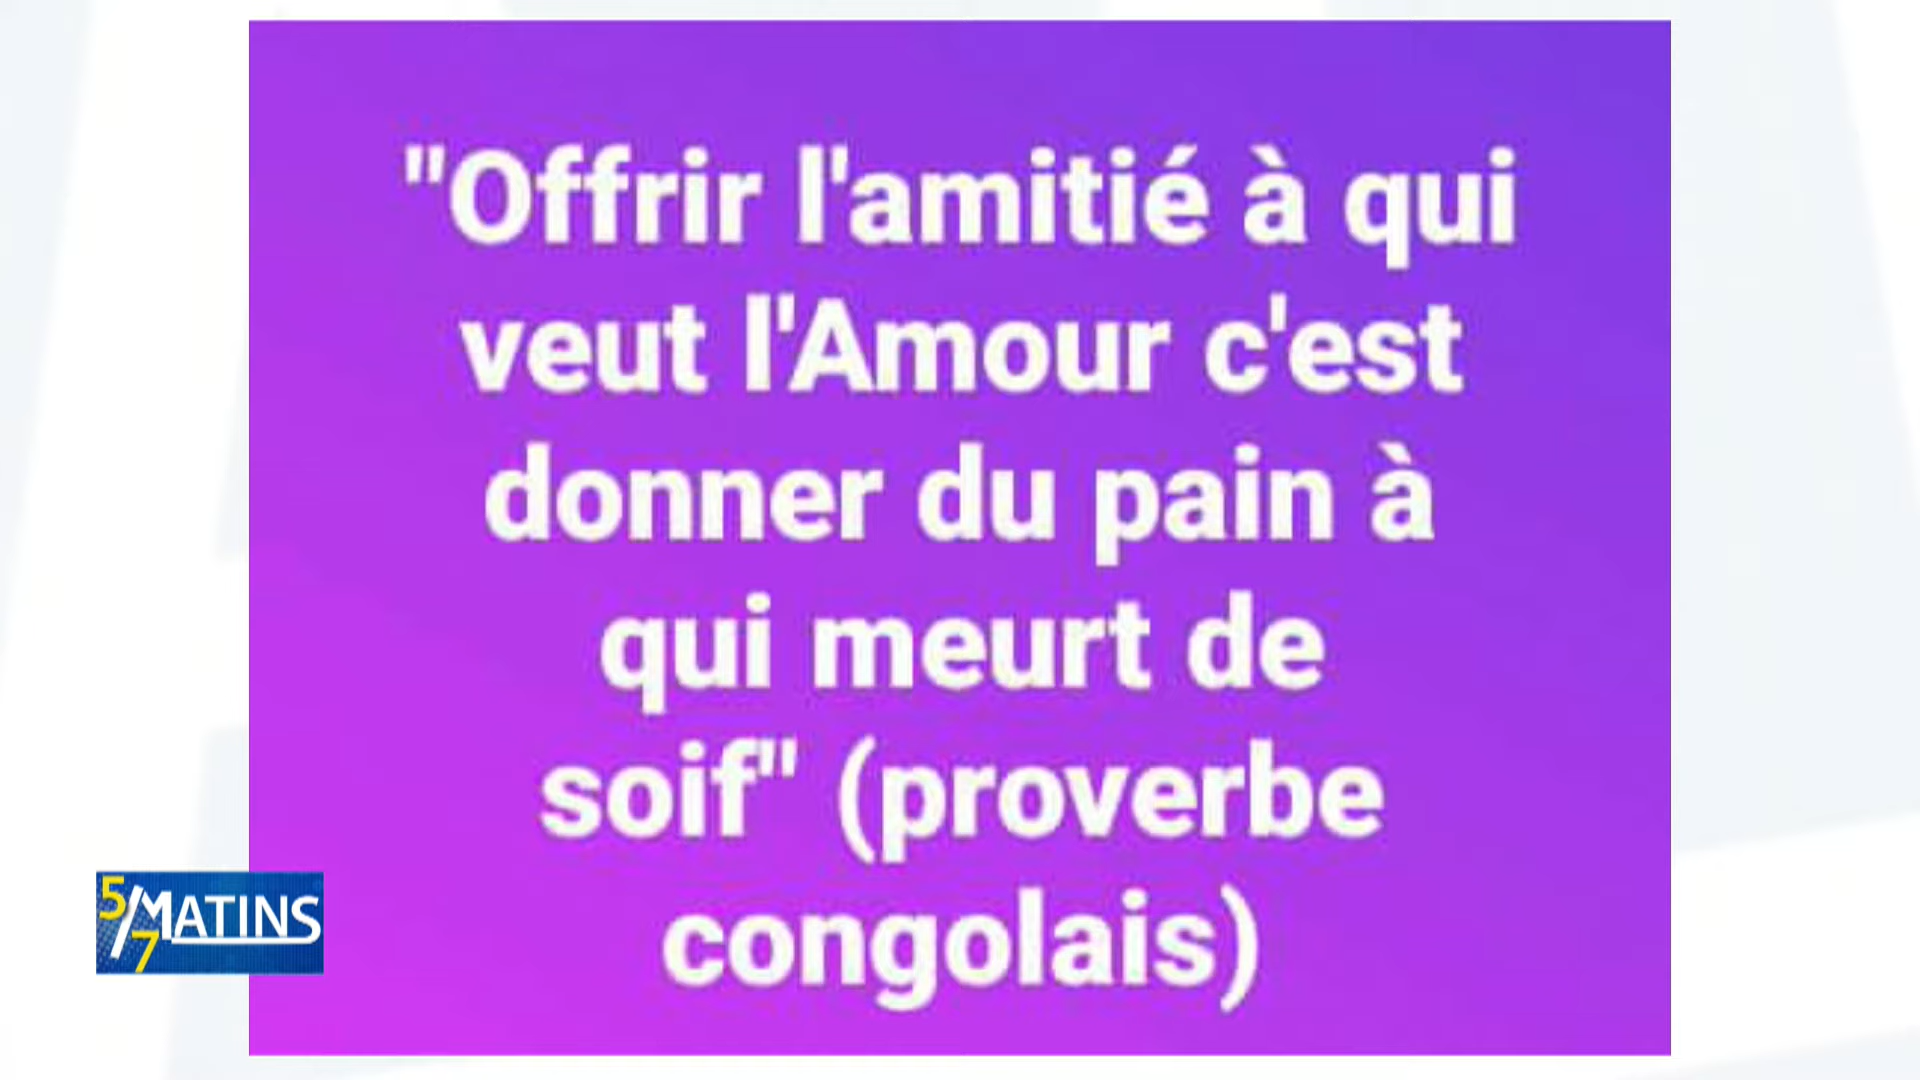 "Offrir l'amitié à qui
veut l'Amour c'est
donner du pain à
qui meurt de
soif" (proverbe
congolais)
5/7 MATINS